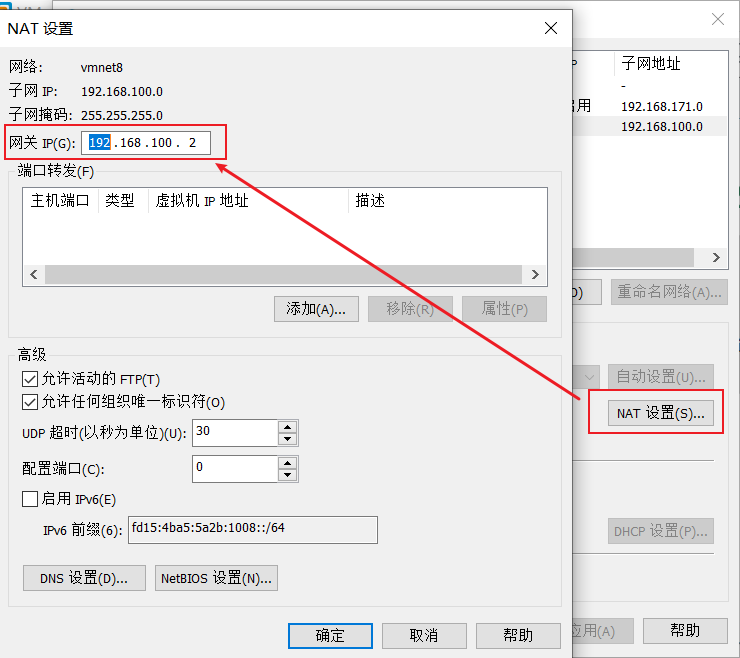 NAT 设置
网络: vmnet8
子网 IP: 192.168.100.0
子网掩码: 255.255.255.0
网关 IP(G): 192 . 168 . 100 . 2
端口转发(F)
主机端口 类型 虚拟机 IP 地址 描述
添加(A)... 移除(R) 属性(P)
高级
允许活动的 FTP(T)
允许任何组织唯一标识符(O)
UDP 超时(以秒为单位)(U): 30
配置端口(C): 0
启用 IPv6(E)
IPv6 前缀(6): fd15:4ba5:5a2b:1008::/64
DNS 设置(D)... NetBIOS 设置(N)...
确定 取消 帮助
子网地址
-
用 192.168.171.0
192.168.100.0
重命名网络(A)...
自动设置(U)...
NAT 设置(S)...
DHCP 设置(P)...
应用(A) 帮助